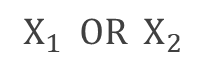 X₁ OR X₂